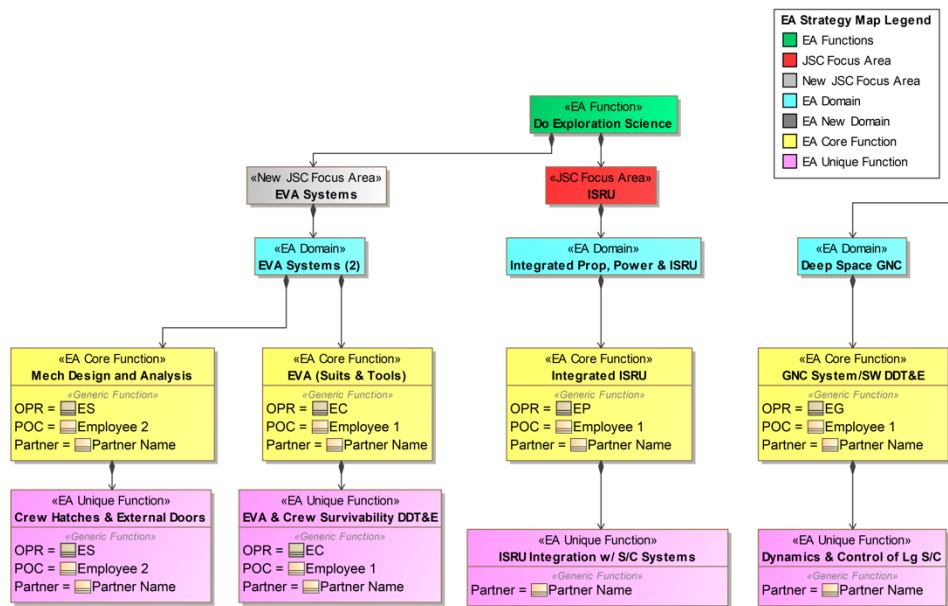 EA Strategy Map Legend
EA Functions
JSC Focus Area
New JSC Focus Area
EA Domain
EA New Domain
EA Core Function
EA Unique Function
«EA Function»
Do Exploration Science
«New JSC Focus Area»
EVA Systems
«JSC Focus Area»
ISRU
«EA Domain»
EVA Systems (2)
«EA Domain»
Integrated Prop, Power & ISRU
«EA Domain»
Deep Space GNC
«EA Core Function»
Mech Design and Analysis
«Generic Function»
OPR = ES
POC = Employee 2
Partner = Partner Name
«EA Core Function»
EVA (Suits & Tools)
«Generic Function»
OPR = EC
POC = Employee 1
Partner = Partner Name
«EA Core Function»
Integrated ISRU
«Generic Function»
OPR = EP
POC = Employee 1
Partner = Partner Name
«EA Core Function»
GNC System/SW DDT&E
«Generic Function»
OPR = EG
POC = Employee 1
Partner = Partner Name
«EA Unique Function»
Crew Hatches & External Doors
«Generic Function»
OPR = ES
POC = Employee 2
Partner = Partner Name
«EA Unique Function»
EVA & Crew Survivability DDT&E
«Generic Function»
OPR = EC
POC = Employee 1
Partner = Partner Name
«EA Unique Function»
ISRU Integration w/ S/C Systems
«Generic Function»
Partner = Partner Name
«EA Unique Function»
Dynamics & Control of Lg S/C
«Generic Function»
Partner = Partner Name